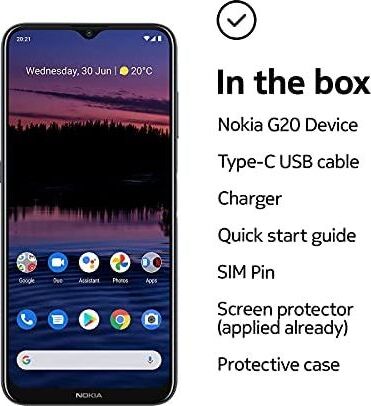 20:21
Wednesday, 30 Jun | 20°C
Google Duo Assistant Photos Apps
G
NOKIA
In the box
Nokia G20 Device
Type-C USB cable
Charger
Quick start guide
SIM Pin
Screen protector
(applied already)
Protective case